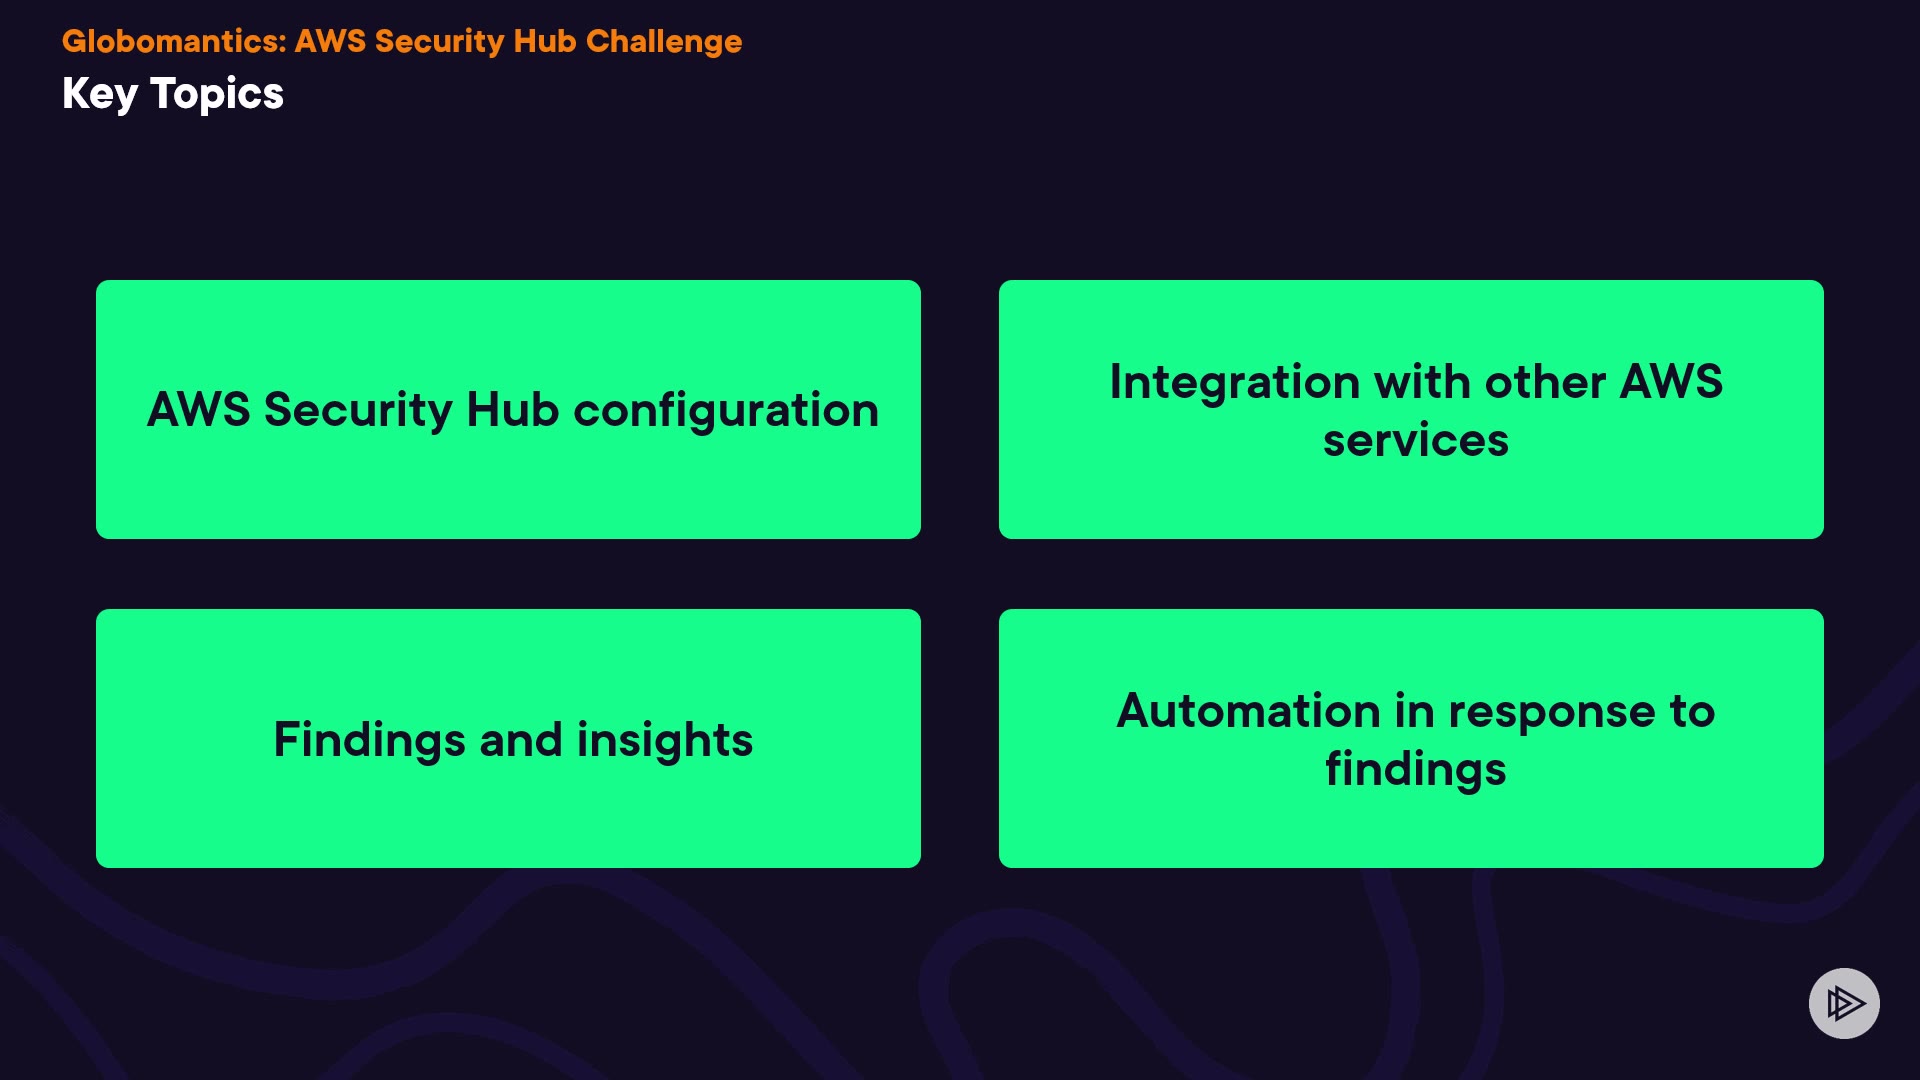 Globomantics: AWS Security Hub Challenge
Key Topics
AWS Security Hub configuration
Integration with other AWS
services
Findings and insights
Automation in response to
findings